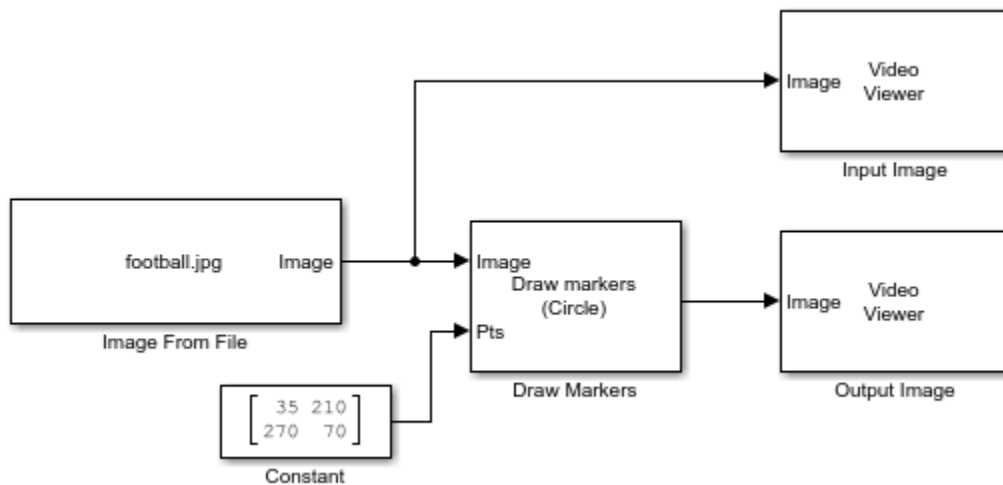 Image
Video
Viewer
Input Image
football.jpg
Image
Image From File
Image
Draw markers
(Circle)
Pts
Draw Markers
Image
Video
Viewer
Output Image
35 210
270 70
Constant